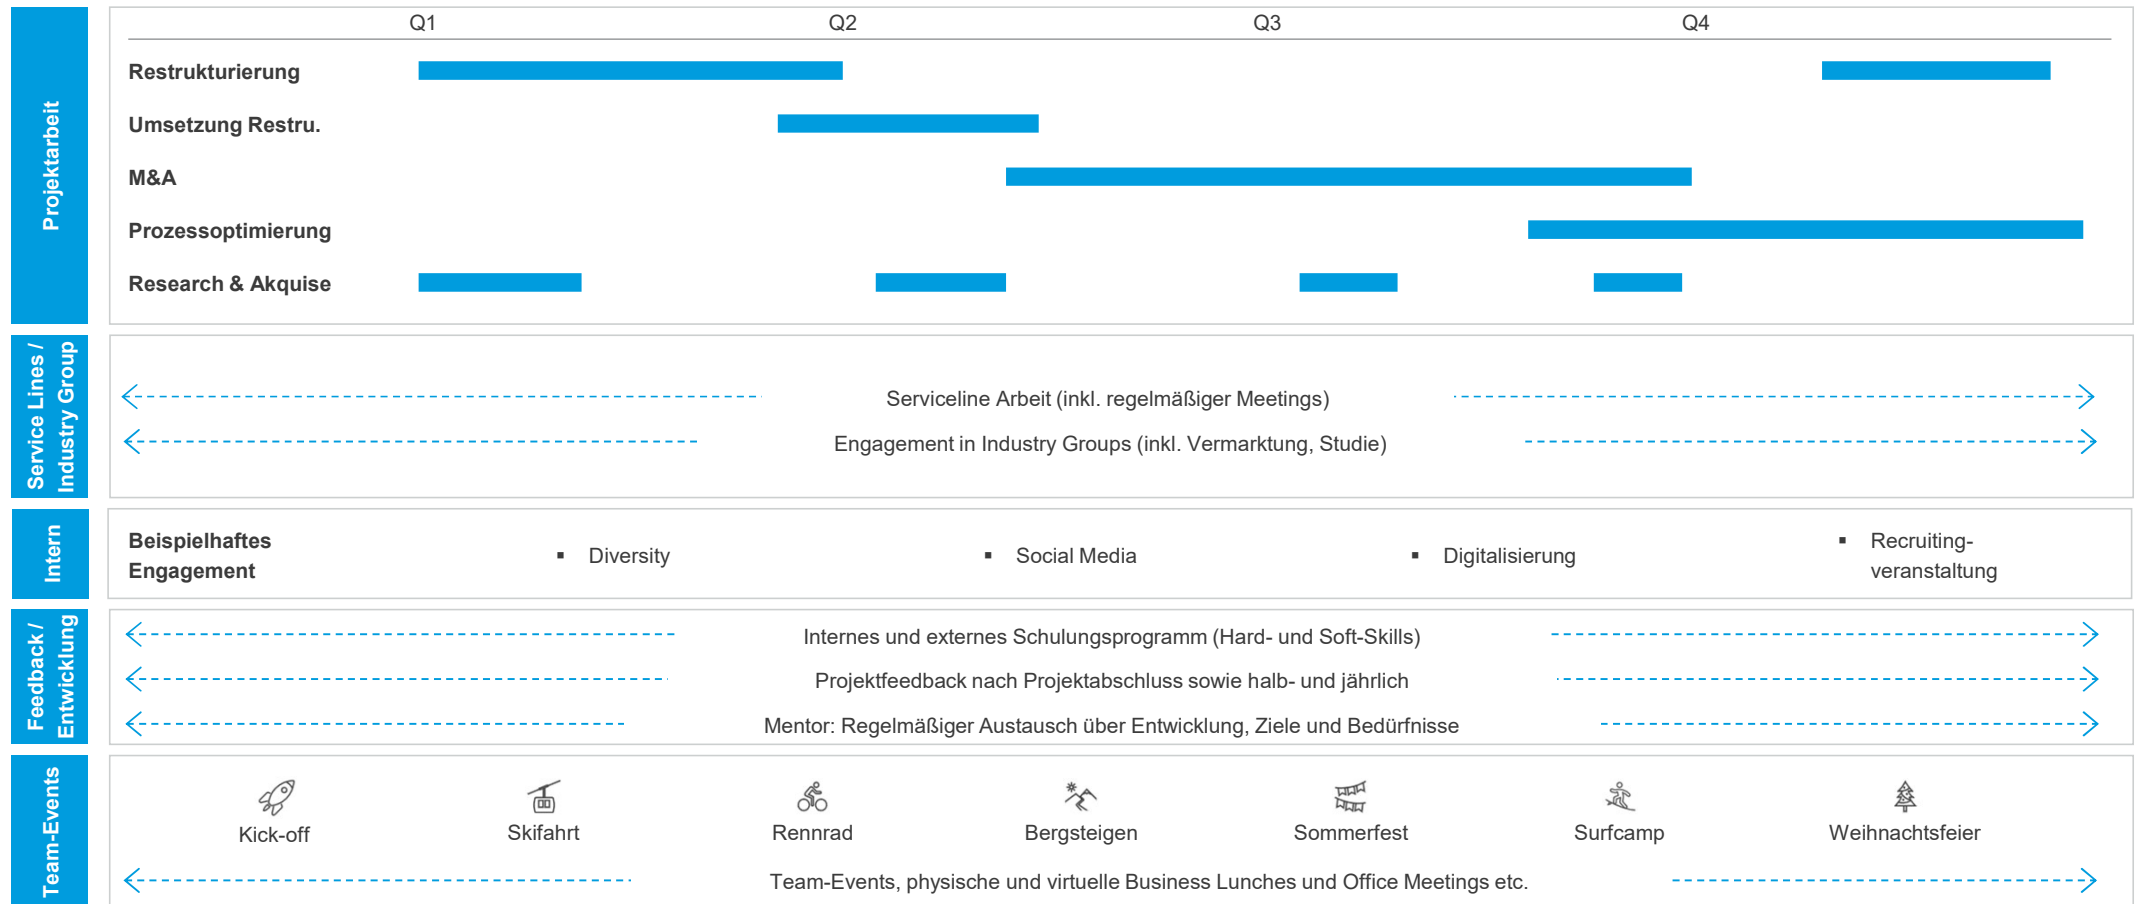 Q1 Q2 Q3 Q4
Projektarbeit
Restrukturierung
Umsetzung Restru.
M&A
Prozessoptimierung
Research & Akquise
Service Lines /
Industry Group
Serviceline Arbeit (inkl. regelmäßiger Meetings)
Engagement in Industry Groups (inkl. Vermarktung, Studie)
Intern
Beispielhaftes
Engagement
▪ Diversity
▪ Social Media
▪ Digitalisierung
▪ Recruiting-
veranstaltung
Feedback /
Entwicklung
Internes und externes Schulungsprogramm (Hard- und Soft-Skills)
Projektfeedback nach Projektabschluss sowie halb- und jährlich
Mentor: Regelmäßiger Austausch über Entwicklung, Ziele und Bedürfnisse
Team-Events
Kick-off Skifahrt Rennrad Bergsteigen Sommerfest Surfcamp Weihnachtsfeier
Team-Events, physische und virtuelle Business Lunches und Office Meetings etc.